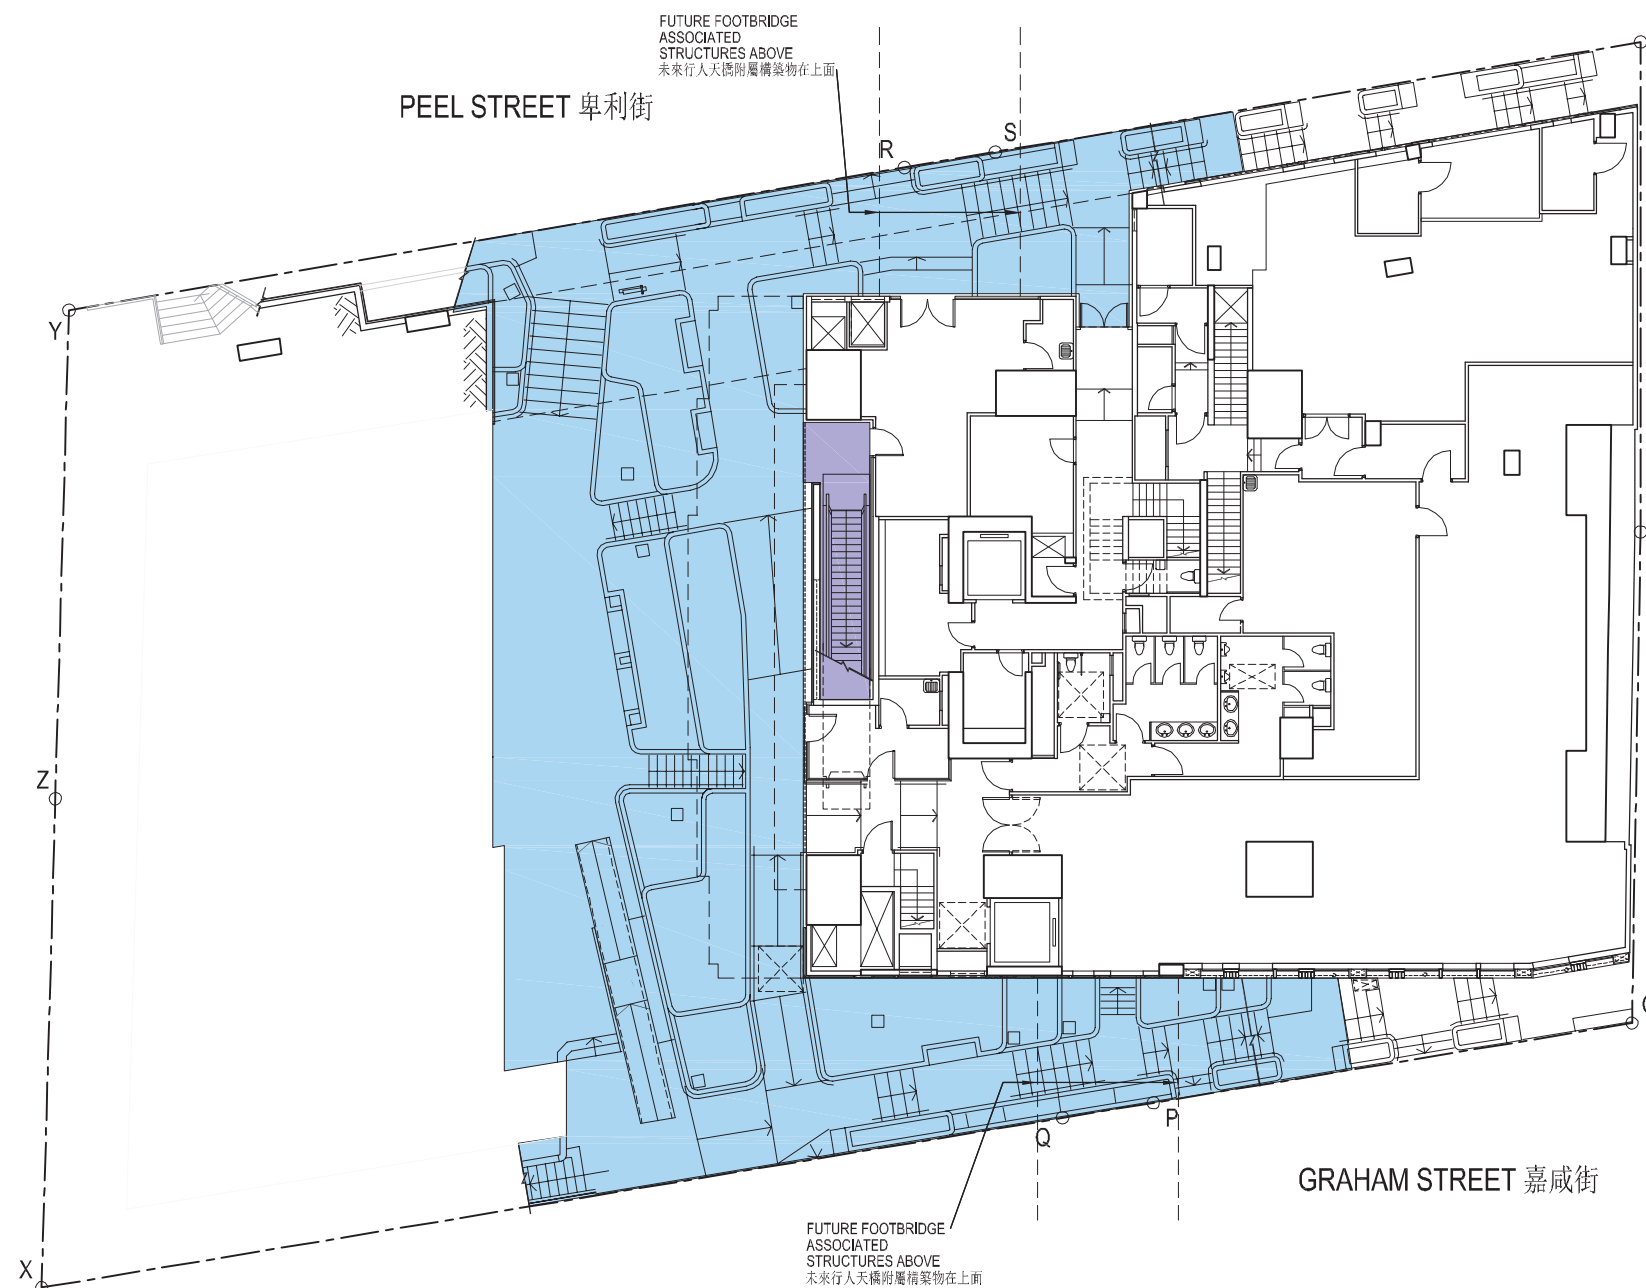 FUTURE FOOTBRIDGE
ASSOCIATED
STRUCTURES ABOVE
未來行人天橋附屬構築物在上面
PEEL STREET 卑利街
R
S
Y
Z
Q
P
GRAHAM STREET 嘉咸街
FUTURE FOOTBRIDGE
ASSOCIATED
STRUCTURES ABOVE
未來行人天橋附屬構築物在上面
X